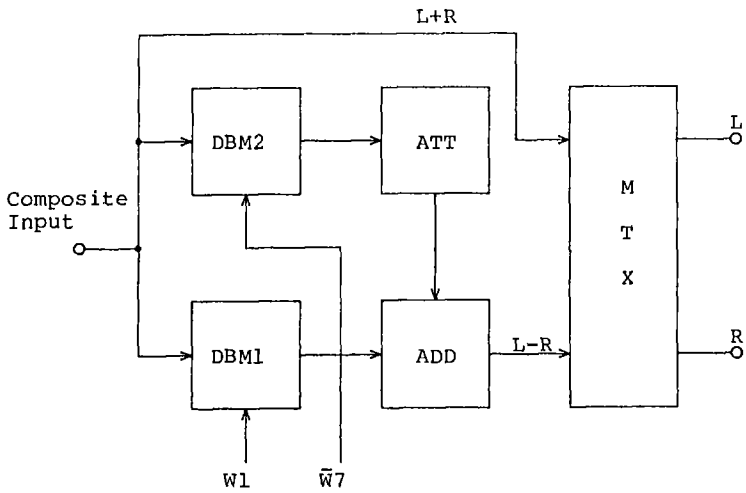 L+R
DBM2
ATT
L
M
T
X
Composite
Input
DBM1
ADD
L-R
R
W1
W̄7